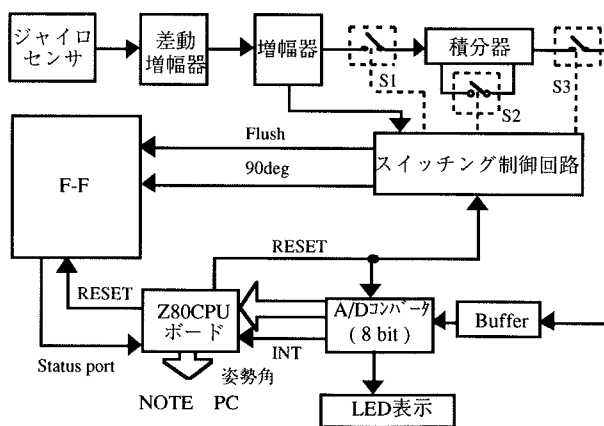 ジャイロ
センサ
差動
増幅器
増幅器
S1
積分器
S2
S3
Flush
90deg
スイッチング制御回路
F-F
RESET
RESET
Z80CPU
ボード
A/Dコンバータ
( 8 bit )
Buffer
INT
Status port
姿勢角
NOTE PC
LED表示